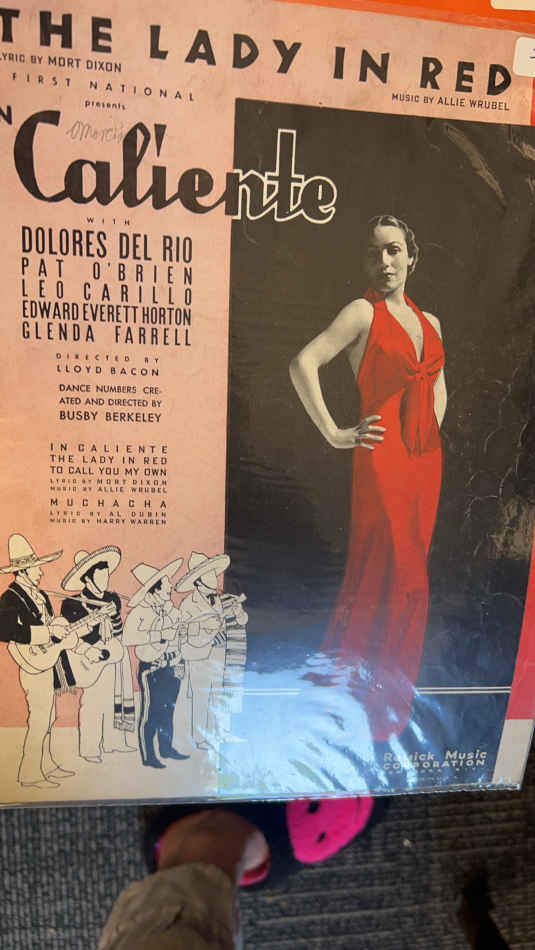 THE LADY IN RED
LYRIC BY MORT DIXON
MUSIC BY ALLIE WRUBEL
FIRST NATIONAL
presents
N
Caliente
WITH
DOLORES DEL RIO
PAT O'BRIEN
LEO CARILLO
EDWARD EVERETT HORTON
GLENDA FARRELL
DIRECTED BY
LLOYD BACON
DANCE NUMBERS CRE-
ATED AND DIRECTED BY
BUSBY BERKELEY
IN CALIENTE
THE LADY IN RED
TO CALL YOU MY OWN
LYRIC BY MORT DIXON
MUSIC BY ALLIE WRUBEL
MUCHACHA
LYRIC BY AL DUBIN
MUSIC BY HARRY WARREN
Remick Music
CORPORATION